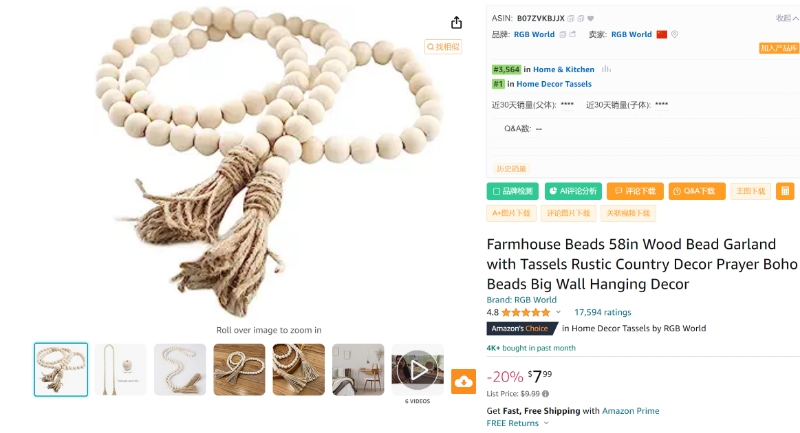 找相似
Roll over image to zoom in
6 VIDEOS
ASIN: B07ZVKBJJX
收起
品牌: RGB World 卖家: RGB World
加入产品库
#3,564 in Home & Kitchen
#1 in Home Decor Tassels
近30天销量(父体): **** 近30天销量(子体): ****
Q&A数: --
历史销量
品牌检测 AI评论分析 评论下载 Q&A下载 主图下载
A+图片下载 评论图片下载 关联视频下载
Farmhouse Beads 58in Wood Bead Garland
with Tassels Rustic Country Decor Prayer Boho
Beads Big Wall Hanging Decor
Brand: RGB World
4.8 17,594 ratings
Amazon's Choice in Home Decor Tassels by RGB World
4K+ bought in past month
-20% $7.99
List Price: $9.99
Get Fast, Free Shipping with Amazon Prime
FREE Returns